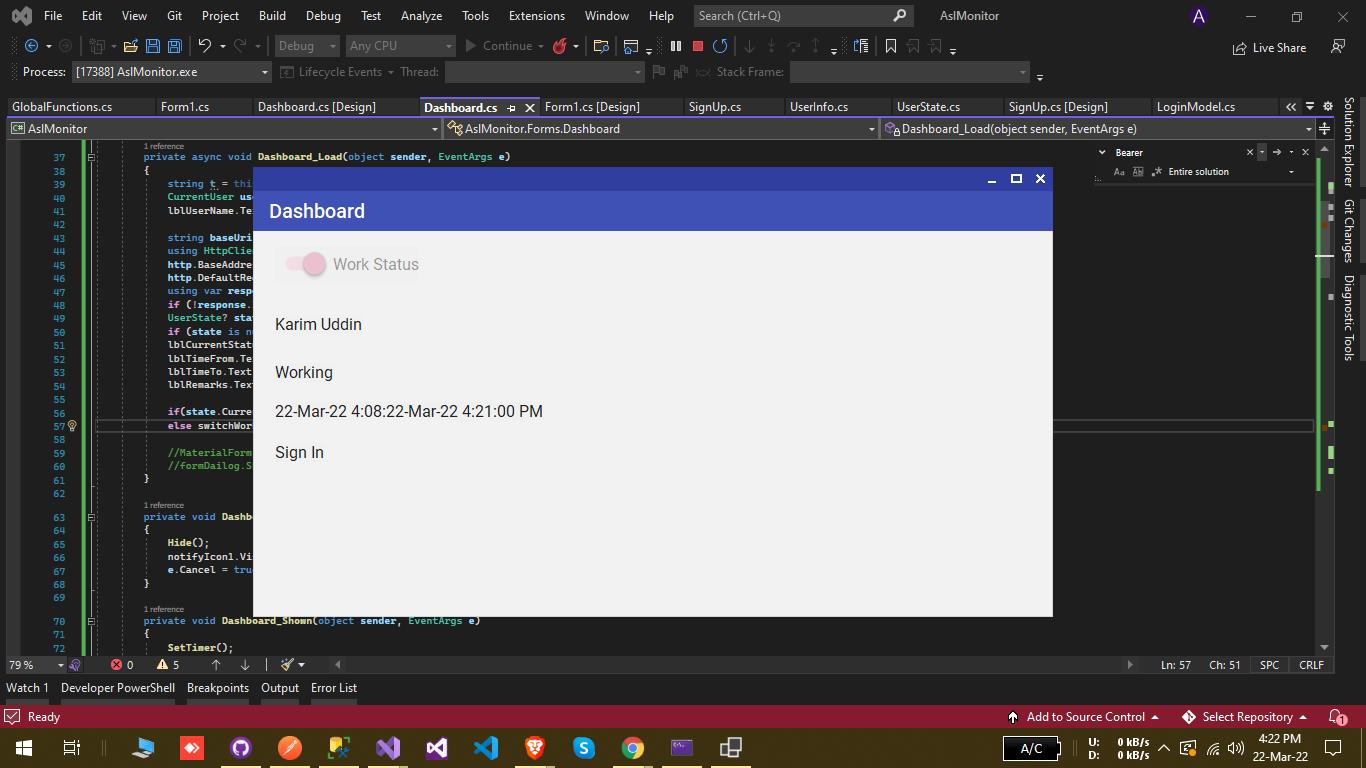 File Edit View Git Project Build Debug Test Analyze Tools Extensions Window Help Search (Ctrl+Q) AslMonitor A
Debug Any CPU Continue Live Share
Process: [17388] AslMonitor.exe Lifecycle Events Thread: Stack Frame:
GlobalFunctions.cs Form1.cs Dashboard.cs [Design] Dashboard.cs Form1.cs [Design] SignUp.cs UserInfo.cs UserState.cs SignUp.cs [Design] LoginModel.cs
C# AslMonitor AslMonitor.Forms.Dashboard Dashboard_Load(object sender, EventArgs e)
1 reference
37 private async void Dashboard_Load(object sender, EventArgs e)
38 {
39 string t = thi
40 CurrentUser use
41 lblUserName.Te
42
43 string baseUri
44 using HttpClie
45 http.BaseAddre
46 http.DefaultRe
47 using var resp
48 if (!response.
49 UserState? sta
50 if (state is nu
51 lblCurrentStat
52 lblTimeFrom.Te
53 lblTimeTo.Text
54 lblRemarks.Tex
55
56 if(state.Curre
57 else switchWor
58
59 //MaterialForm
60 //formDailog.S
61 }
62
1 reference
63 private void Dashb
64 {
65 Hide();
66 notifyIcon1.Vi
67 e.Cancel = tru
68 }
69
1 reference
70 private void Dashboard_Shown(object sender, EventArgs e)
71 {
72 SetTimer();
Bearer
Aa Ab .* Entire solution
Solution Explorer
Git Changes
Diagnostic Tools
Dashboard
Work Status
Karim Uddin
Working
22-Mar-22 4:08:22-Mar-22 4:21:00 PM
Sign In
79 % 0 5 Ln: 57 Ch: 51 SPC CRLF
Watch 1 Developer PowerShell Breakpoints Output Error List
Ready Add to Source Control Select Repository 1
A/C U: 0 kB/s 4:22 PM
D: 0 kB/s 22-Mar-22